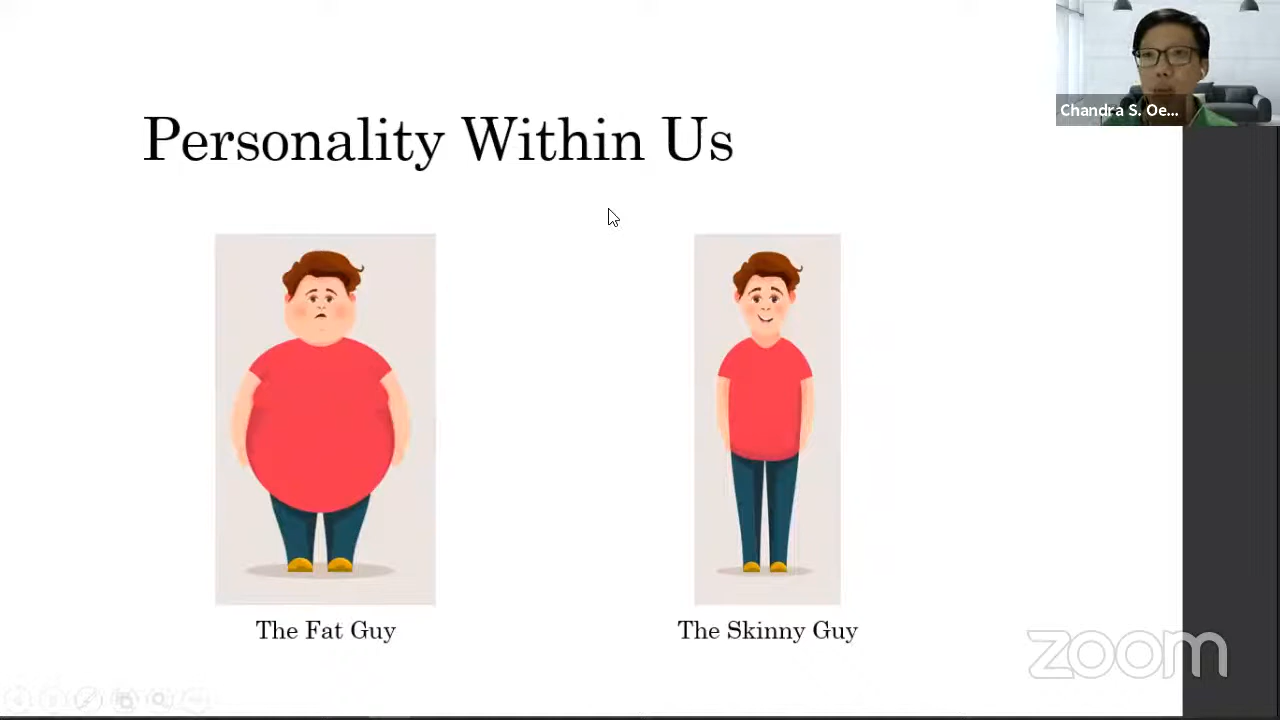 Personality Within Us
Chandra S. Oe...
The Fat Guy
The Skinny Guy
zoom